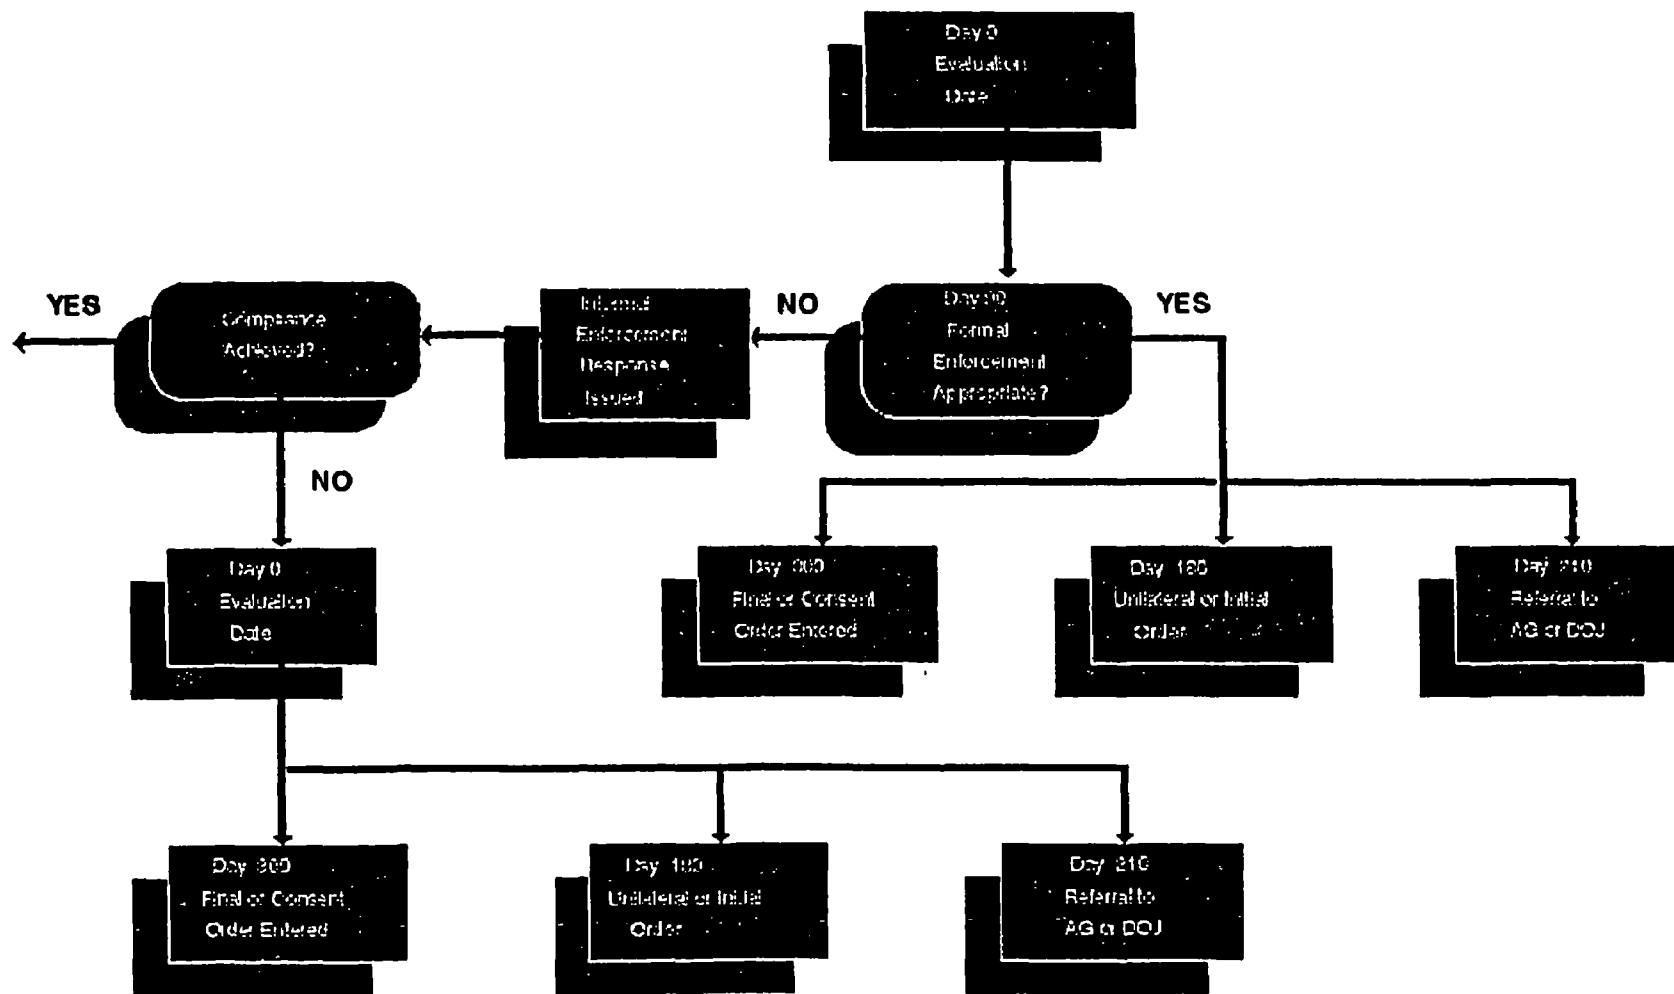 Day 0
Evaluation
Date
YES
Compliance
Achieved?
Informal
Enforcement
Response
Issued
NO
Day 90
Formal
Enforcement
Appropriate?
YES
NO
Day 0
Evaluation
Date
Day 300
Final or Consent
Order Entered
Day 180
Unilateral or Initial
Order
Day 210
Referral to
AG or DOJ
Day 300
Final or Consent
Order Entered
Day 180
Unilateral or Initial
Order
Day 210
Referral to
AG or DOJ